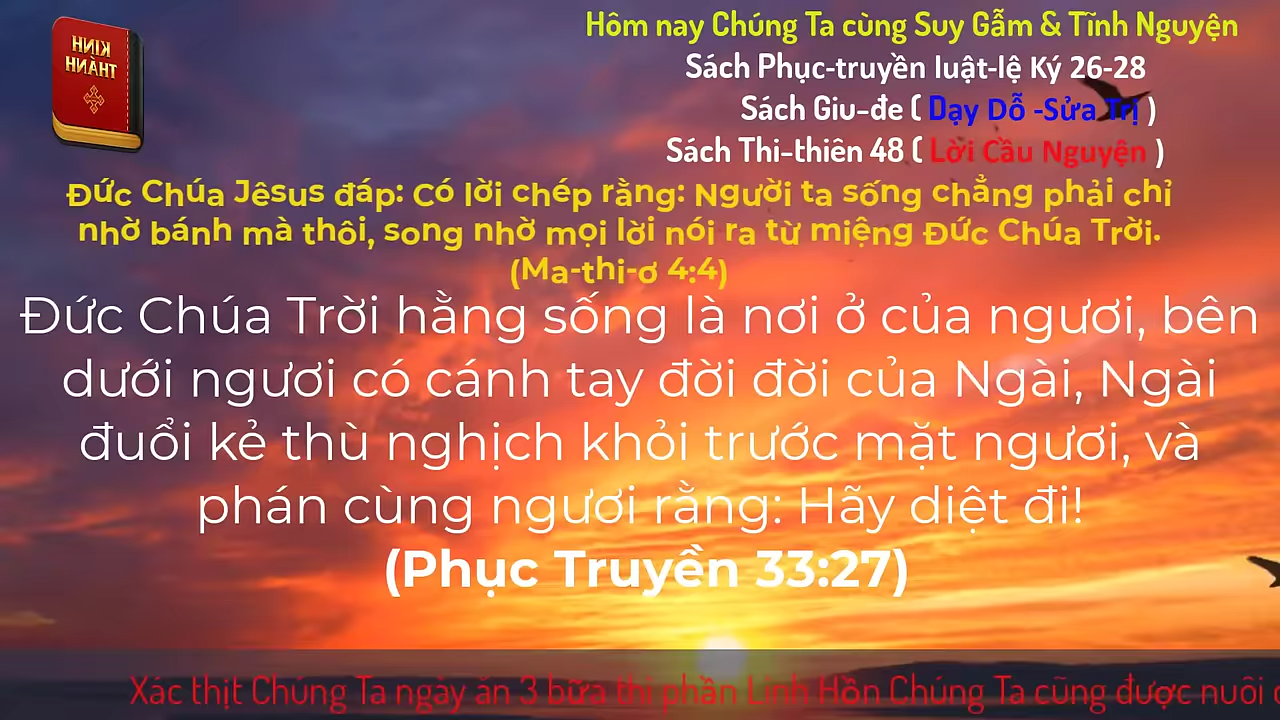 KINH
THÁNH
Hôm nay Chúng Ta cùng Suy Gẫm & Tĩnh Nguyện
Sách Phục-truyền luật-lệ Ký 26-28
Sách Giu-đe ( Dạy Dỗ -Sửa Trị )
Sách Thi-thiên 48 ( Lời Cầu Nguyện )
Đức Chúa Jêsus đáp: Có lời chép rằng: Người ta sống chẳng phải chỉ
nhờ bánh mà thôi, song nhờ mọi lời nói ra từ miệng Đức Chúa Trời.
(Ma-thi-ơ 4:4)
Đức Chúa Trời hằng sống là nơi ở của ngươi, bên
dưới ngươi có cánh tay đời đời của Ngài, Ngài
đuổi kẻ thù nghịch khỏi trước mặt ngươi, và
phán cùng ngươi rằng: Hãy diệt đi!
(Phục Truyền 33:27)
Xác thịt Chúng Ta ngày ăn 3 bữa thì phần Linh Hồn Chúng Ta cũng được nuôi